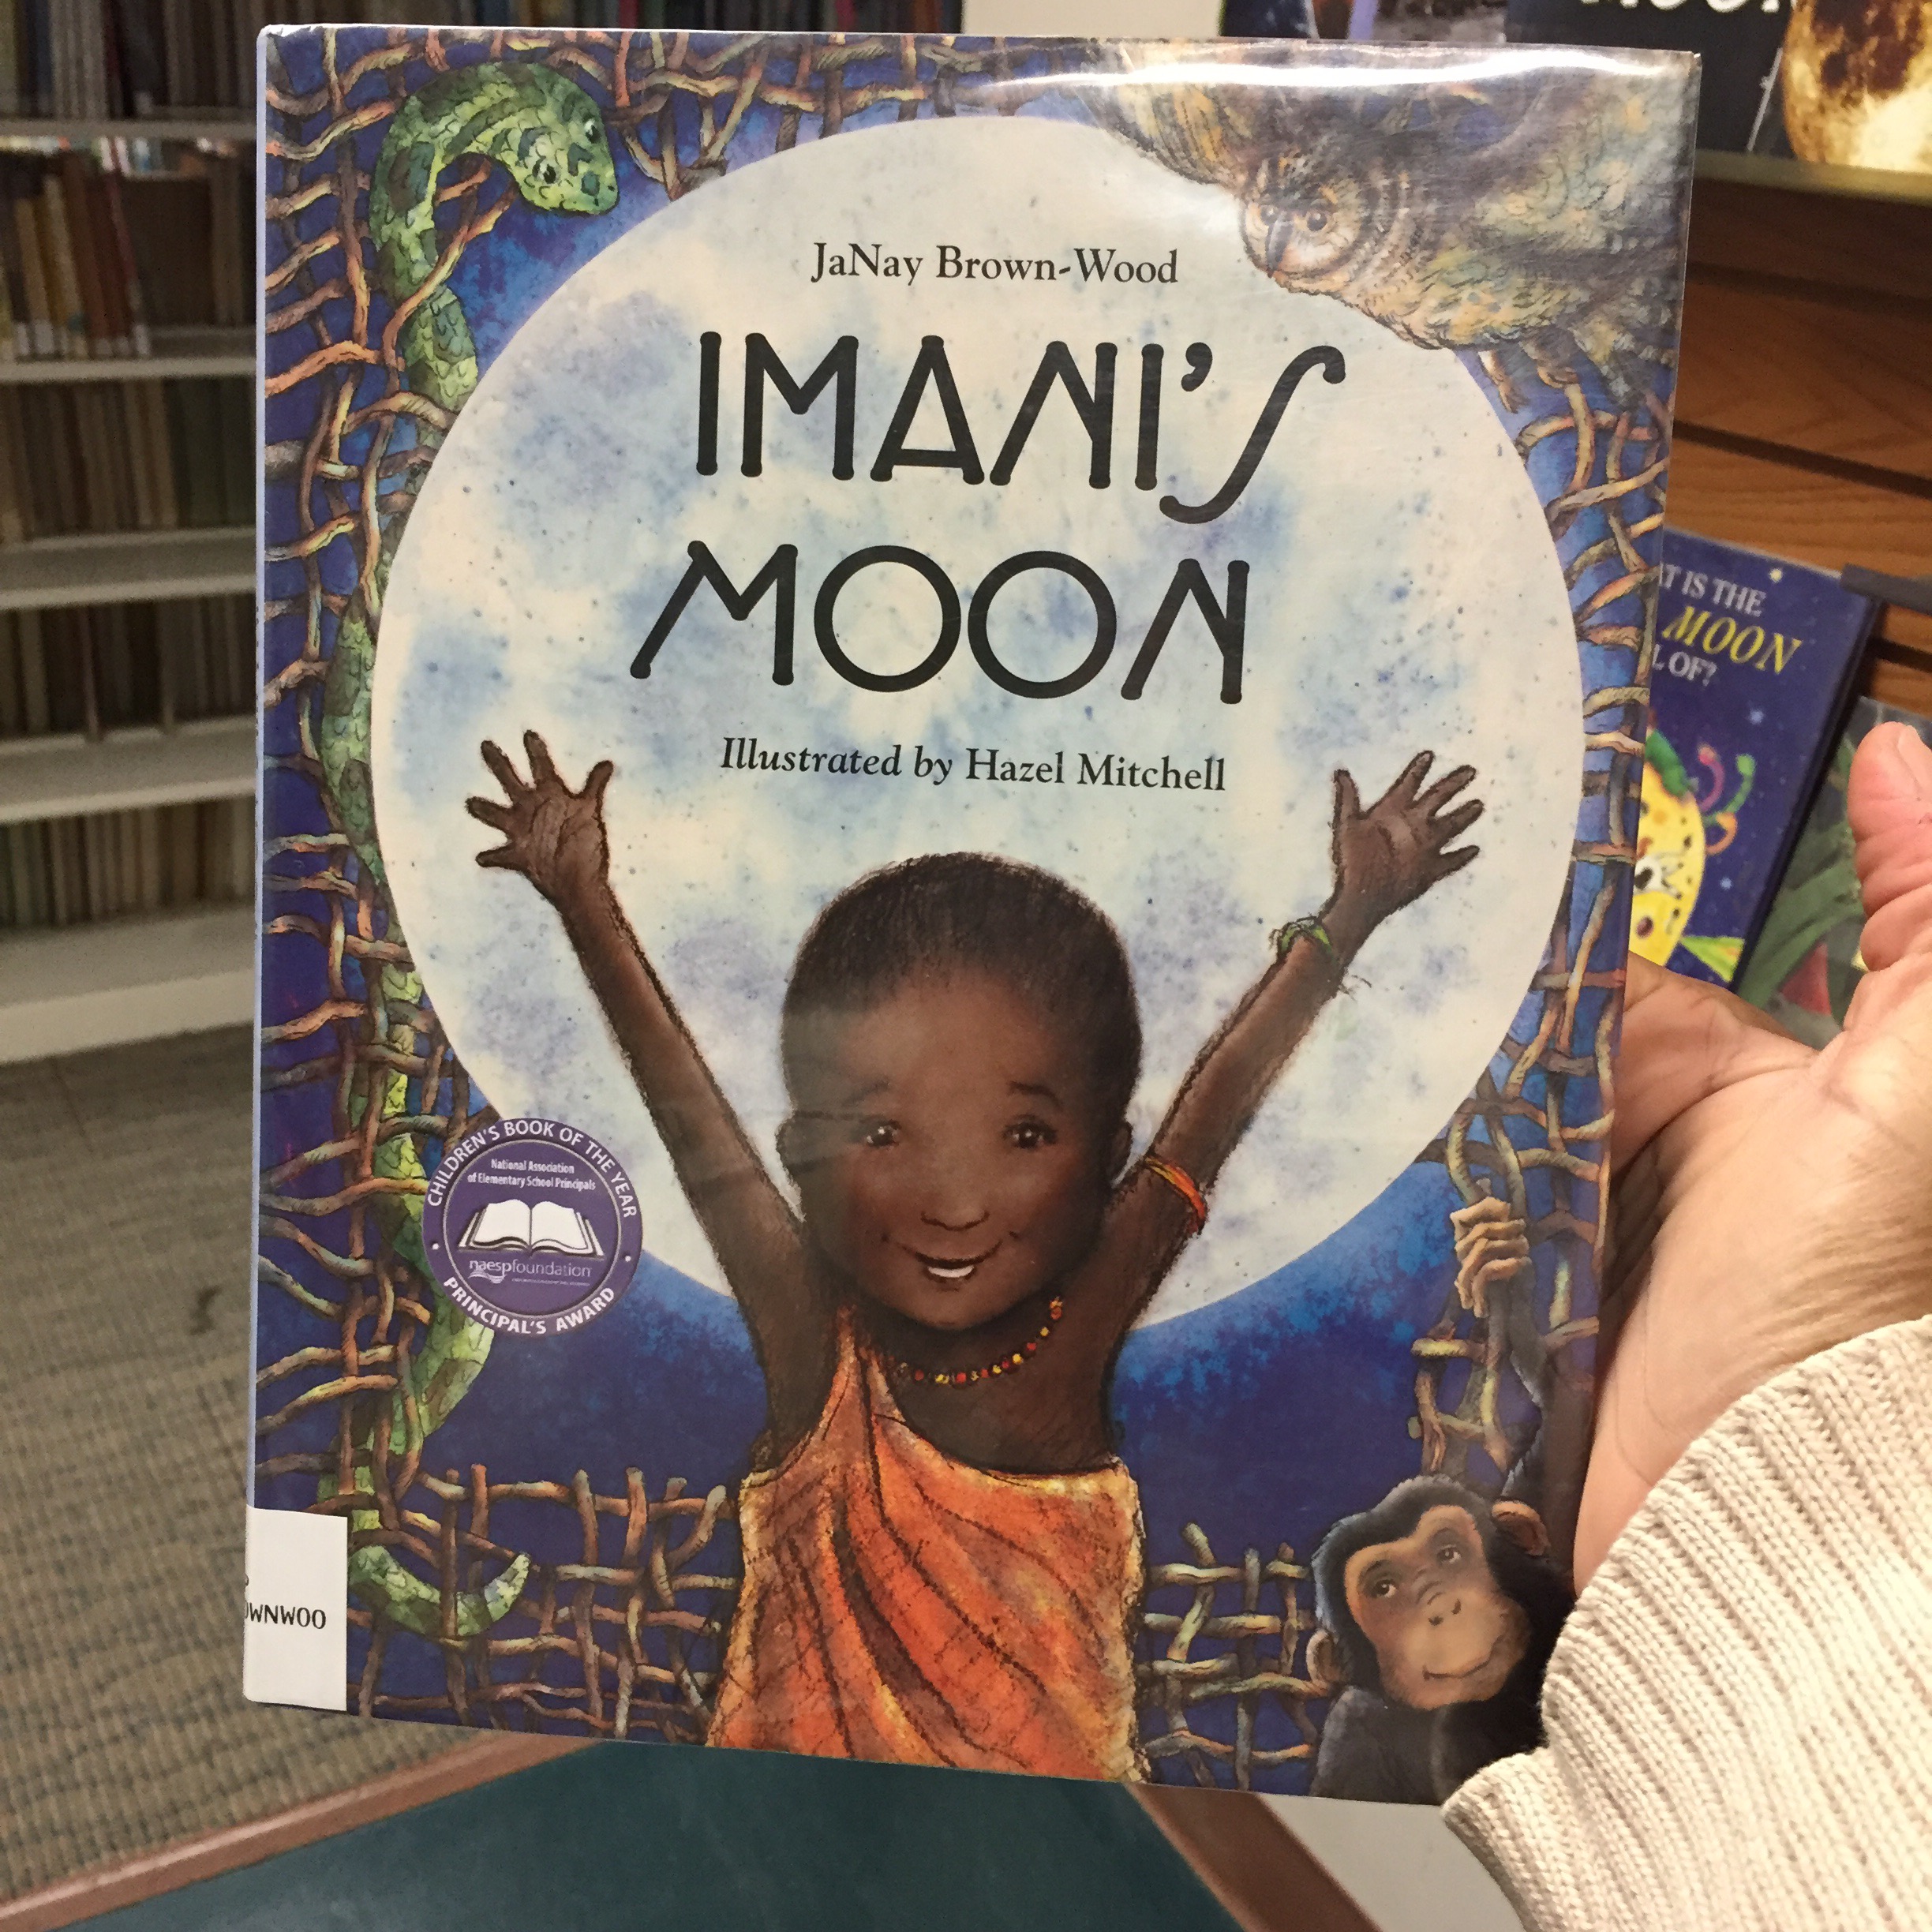 JaNay Brown-Wood
IMANI'S
MOON
Illustrated by Hazel Mitchell
CHILDREN'S BOOK OF THE YEAR
National Association
of Elementary School Principals
naespfoundation
PRINCIPAL'S AWARD
OWNWOO
MOON
IS THE
MOON
OF?